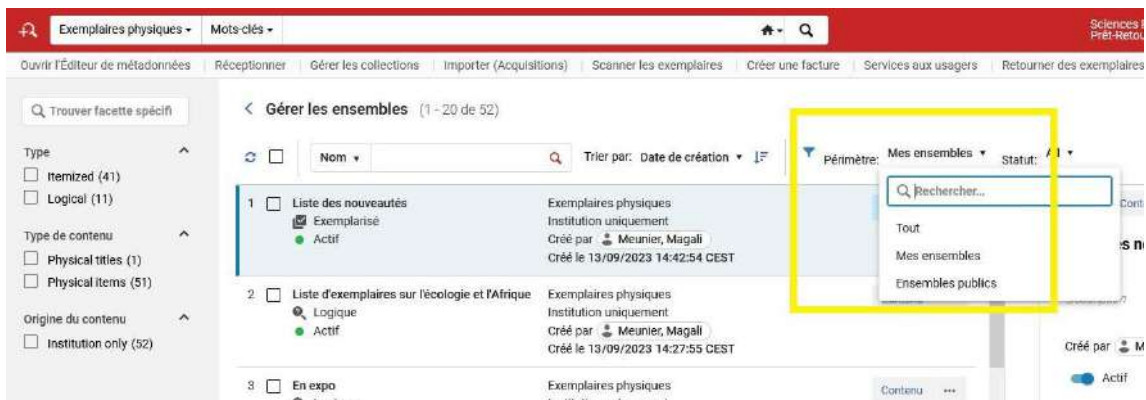 Exemplaires physiques
Mots-clés
Sciences
Prêt-Retou
Ouvrir l'Éditeur de métadonnées
Réceptionner
Gérer les collections
Importer (Acquisitions)
Scanner les exemplaires
Créer une facture
Services aux usagers
Retourner des exemplaires
Trouver facette spécifi
Type
Itemized (41)
Logical (11)
Type de contenu
Physical titles (1)
Physical items (51)
Origine du contenu
Institution only (52)
Gérer les ensembles (1 - 20 de 52)
Nom
Trier par: Date de création
Périmètre: Mes ensembles
Statut:
Rechercher...
Tout
Mes ensembles
Ensembles publics
1 Liste des nouveautés
Exemplarisé
Actif
Exemplaires physiques
Institution uniquement
Créé par Meunier, Magali
Créé le 13/09/2023 14:42:54 CEST
2 Liste d'exemplaires sur l'écologie et l'Afrique
Logique
Actif
Exemplaires physiques
Institution uniquement
Créé par Meunier, Magali
Créé le 13/09/2023 14:27:55 CEST
3 En expo
Exemplaires physiques
Contenu
Créé par M
Actif